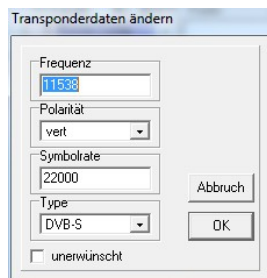 Transponderdaten ändern
Frequenz
11538
Polarität
vert
Symbolrate
22000
Type
DVB-S
unerwünscht
Abbruch
OK